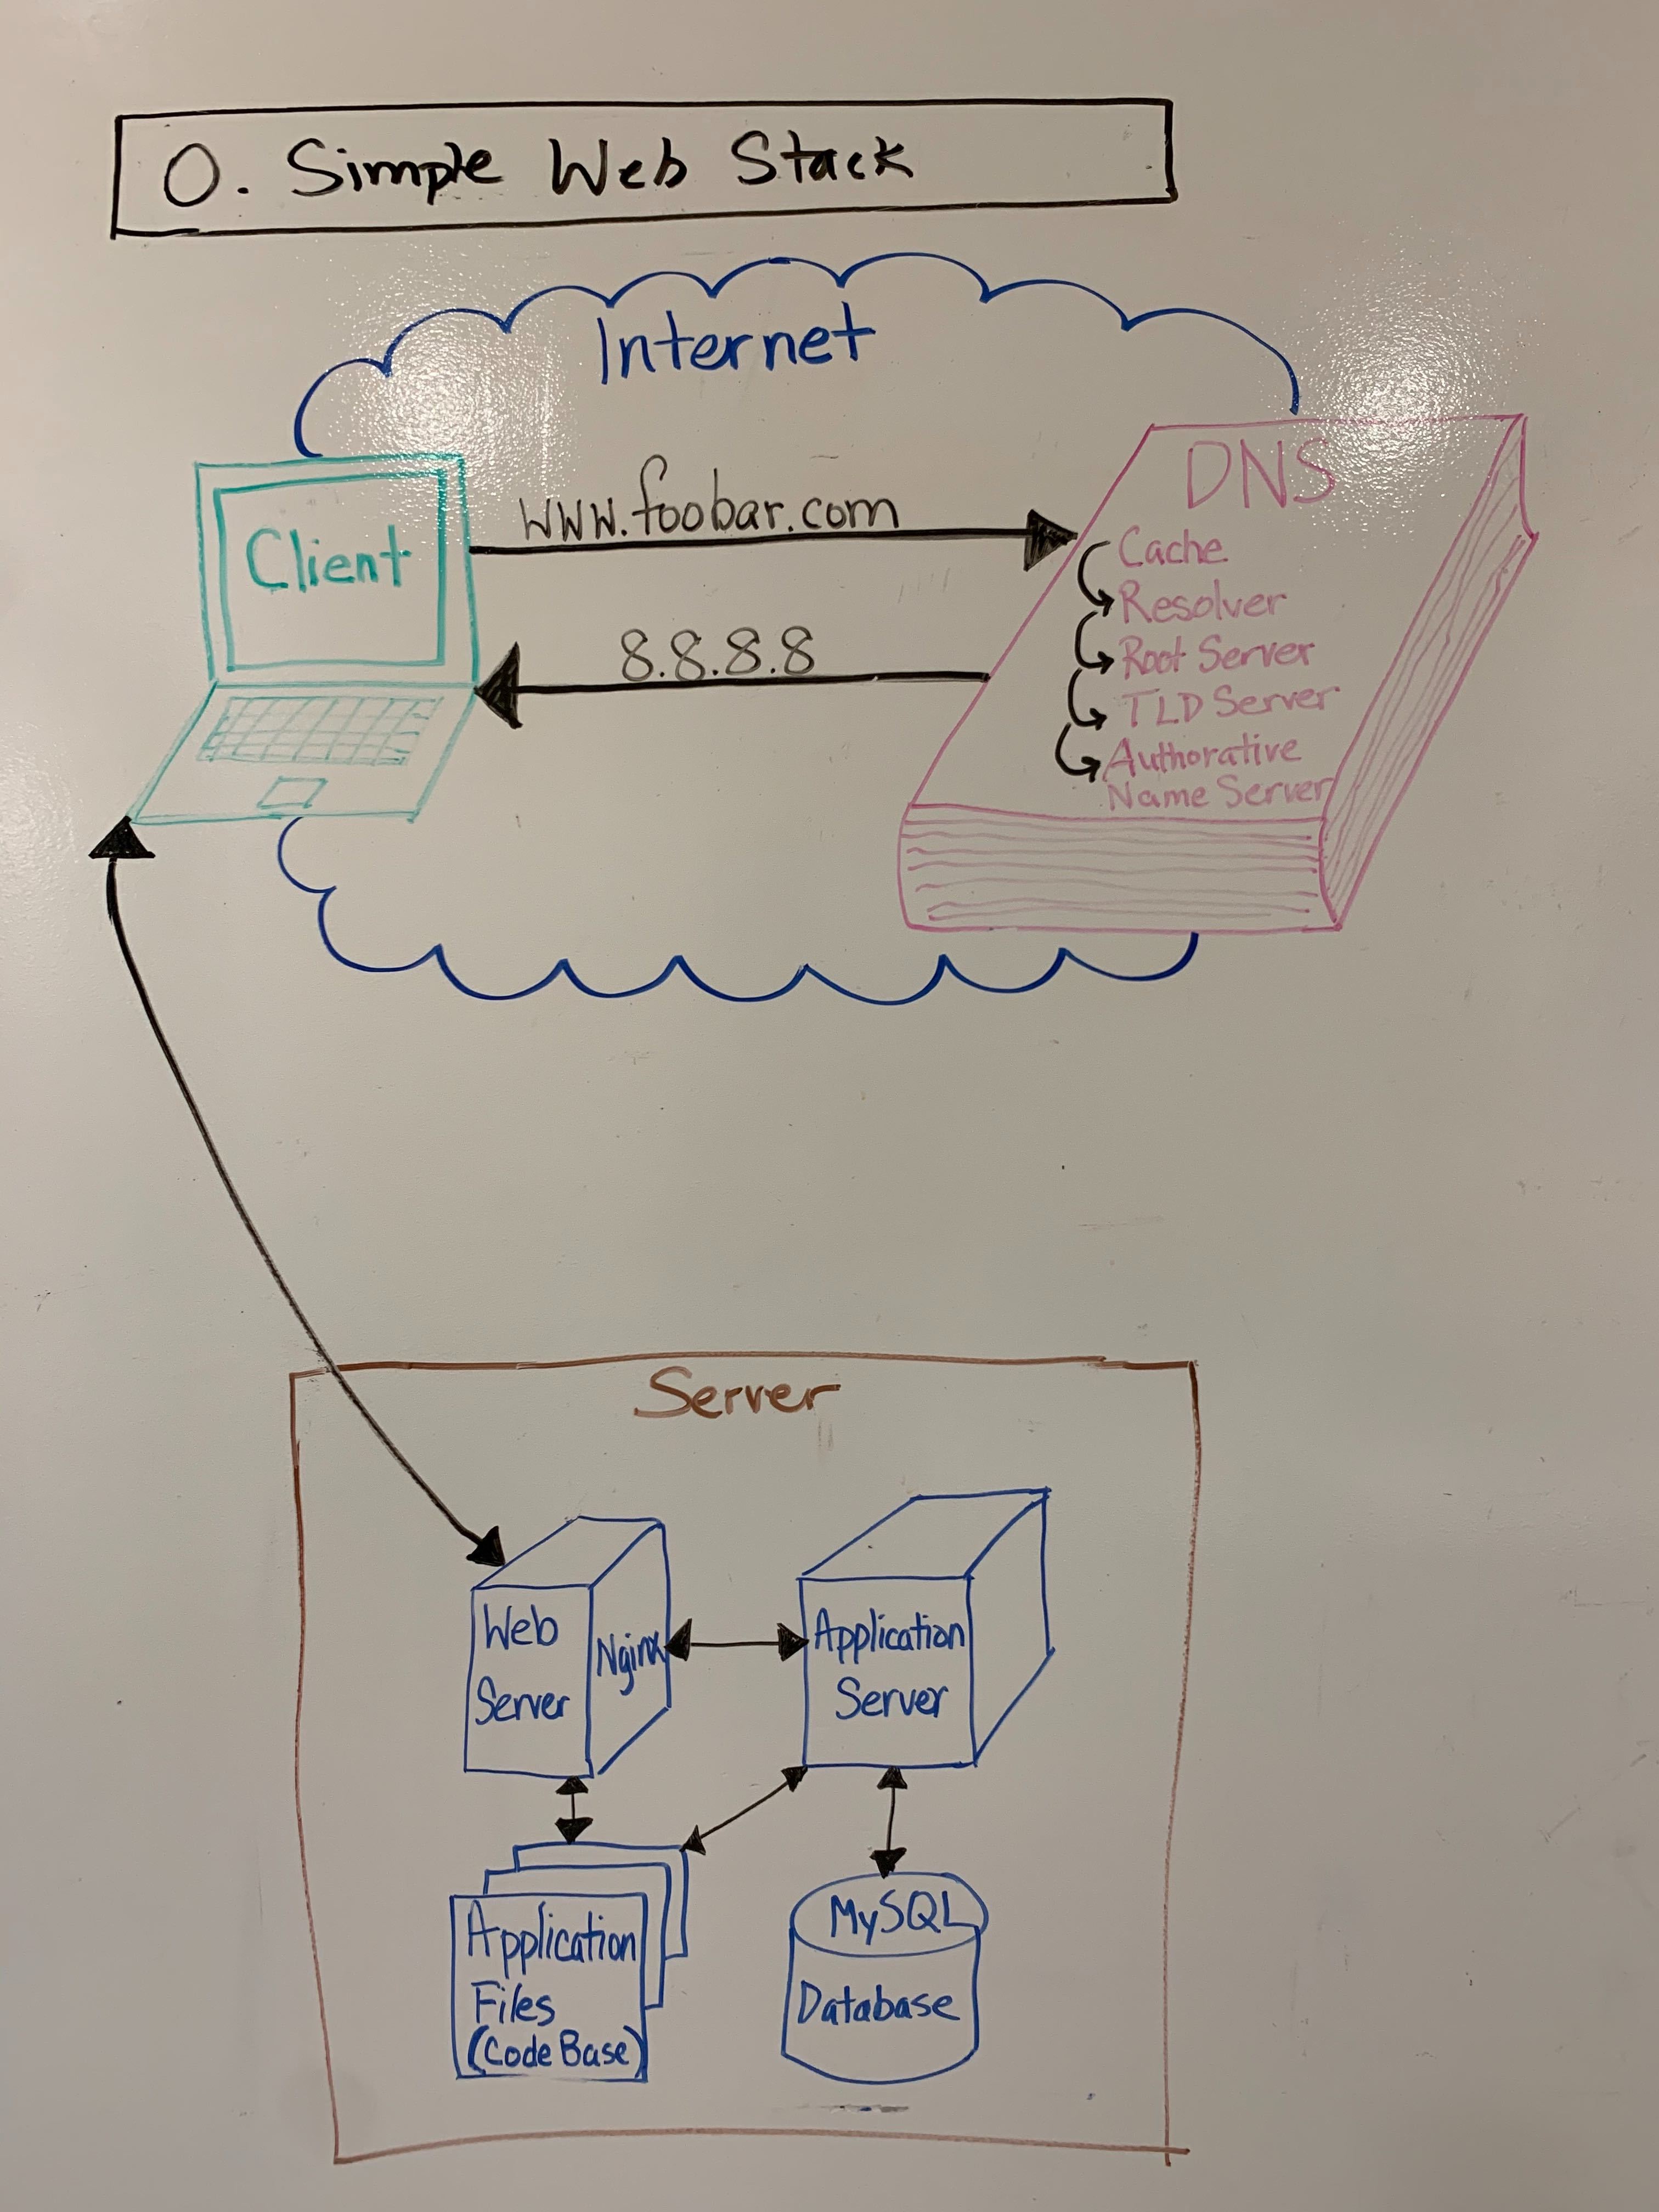 0. Simple Web Stack
Internet
Client
www.foobar.com
8.8.8.8
DNS
Cache
Resolver
Root Server
TLD Server
Authorative
Name Server
Server
Web
Server
Nginx
Application
Server
Application
Files
(Code Base)
MySQL
Database